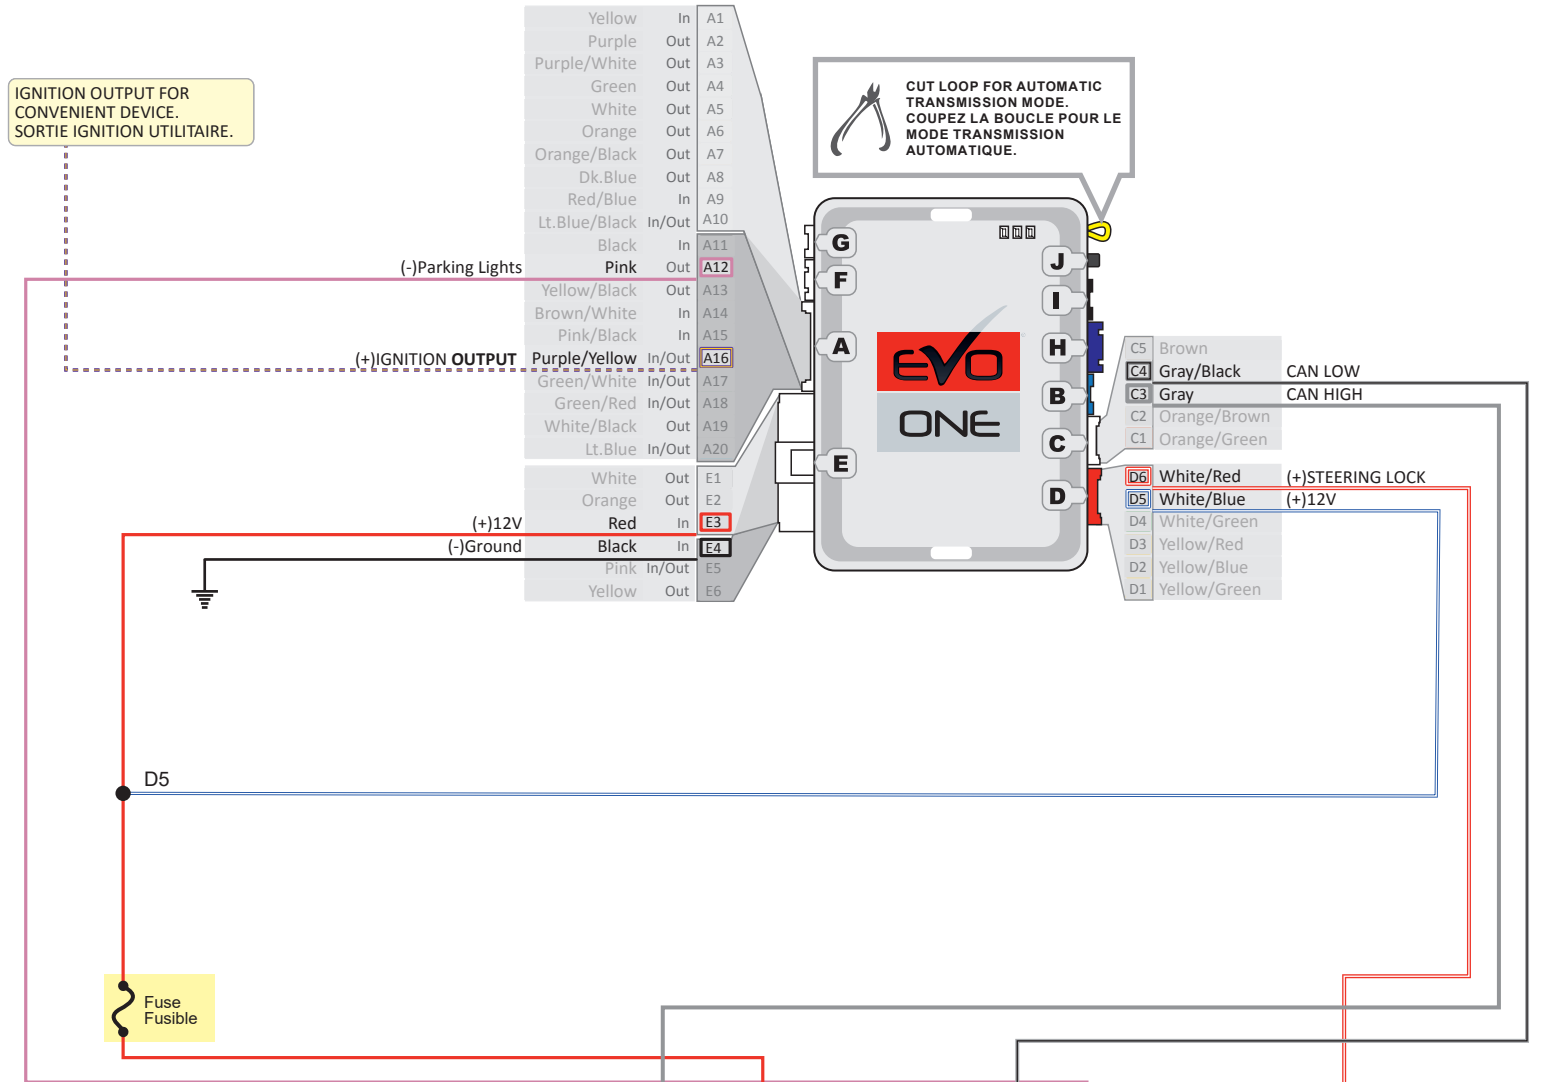 IGNITION OUTPUT FOR
CONVENIENT DEVICE.
SORTIE IGNITION UTILITAIRE.
CUT LOOP FOR AUTOMATIC
TRANSMISSION MODE.
COUPEZ LA BOUCLE POUR LE
MODE TRANSMISSION
AUTOMATIQUE.
Yellow In A1
Purple Out A2
Purple/White Out A3
Green Out A4
White Out A5
Orange Out A6
Orange/Black Out A7
Dk.Blue Out A8
Red/Blue In A9
Lt.Blue/Black In/Out A10
Black In A11
(-)Parking Lights Pink Out A12
Yellow/Black Out A13
Brown/White In A14
Pink/Black In A15
(+)IGNITION OUTPUT Purple/Yellow In/Out A16
Green/White In/Out A17
Green/Red In/Out A18
White/Black Out A19
Lt.Blue In/Out A20
White Out E1
Orange Out E2
(+)12V Red In E3
(-)Ground Black In E4
Pink In/Out E5
Yellow Out E6
G
F
A
E
J
I
H
B
C
D
EVO
ONE
C5 Brown
C4 Gray/Black CAN LOW
C3 Gray CAN HIGH
C2 Orange/Brown
C1 Orange/Green
D6 White/Red (+)STEERING LOCK
D5 White/Blue (+)12V
D4 White/Green
D3 Yellow/Red
D2 Yellow/Blue
D1 Yellow/Green
D5
Fuse
Fusible